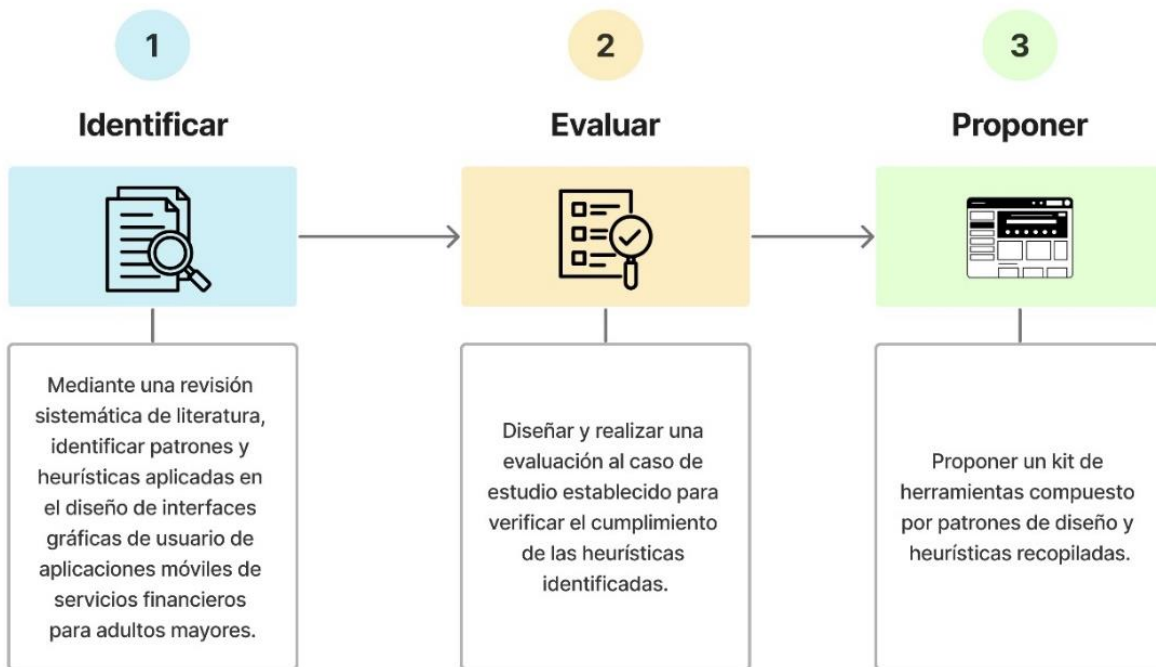 1
Identificar
Mediante una revisión
sistemática de literatura,
identificar patrones y
heurísticas aplicadas en
el diseño de interfaces
gráficas de usuario de
aplicaciones móviles de
servicios financieros
para adultos mayores.
2
Evaluar
Diseñar y realizar una
evaluación al caso de
estudio establecido para
verificar el cumplimiento
de las heurísticas
identificadas.
3
Proponer
Proponer un kit de
herramientas compuesto
por patrones de diseño y
heurísticas recopiladas.